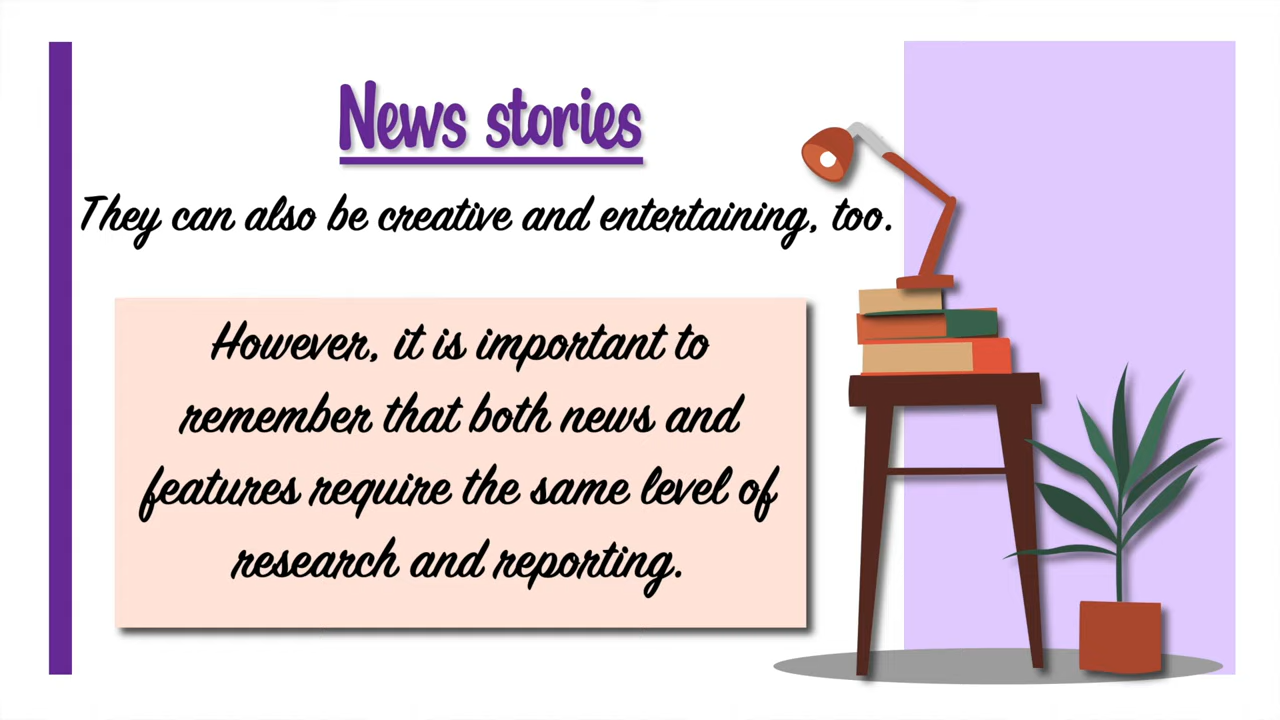 News stories
They can also be creative and entertaining, too.
However, it is important to
remember that both news and
features require the same level of
research and reporting.